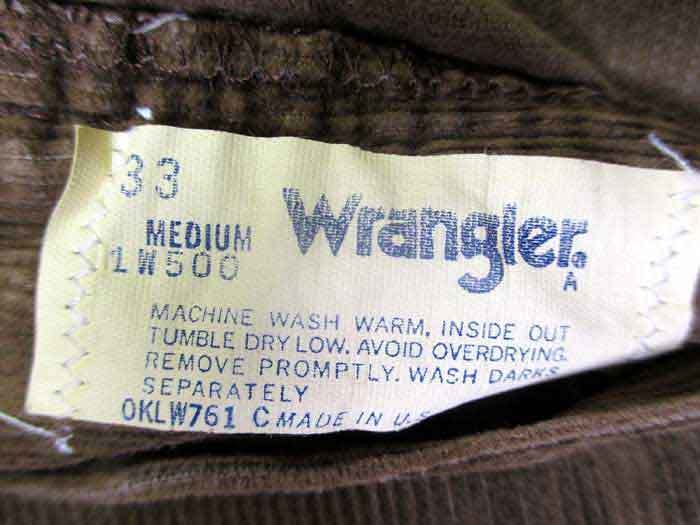 33
MEDIUM
1W500
Wrangler®
A
MACHINE WASH WARM. INSIDE OUT
TUMBLE DRY LOW. AVOID OVERDRYING.
REMOVE PROMPTLY. WASH DARKS
SEPARATELY
OKLW761 C MADE IN U.S